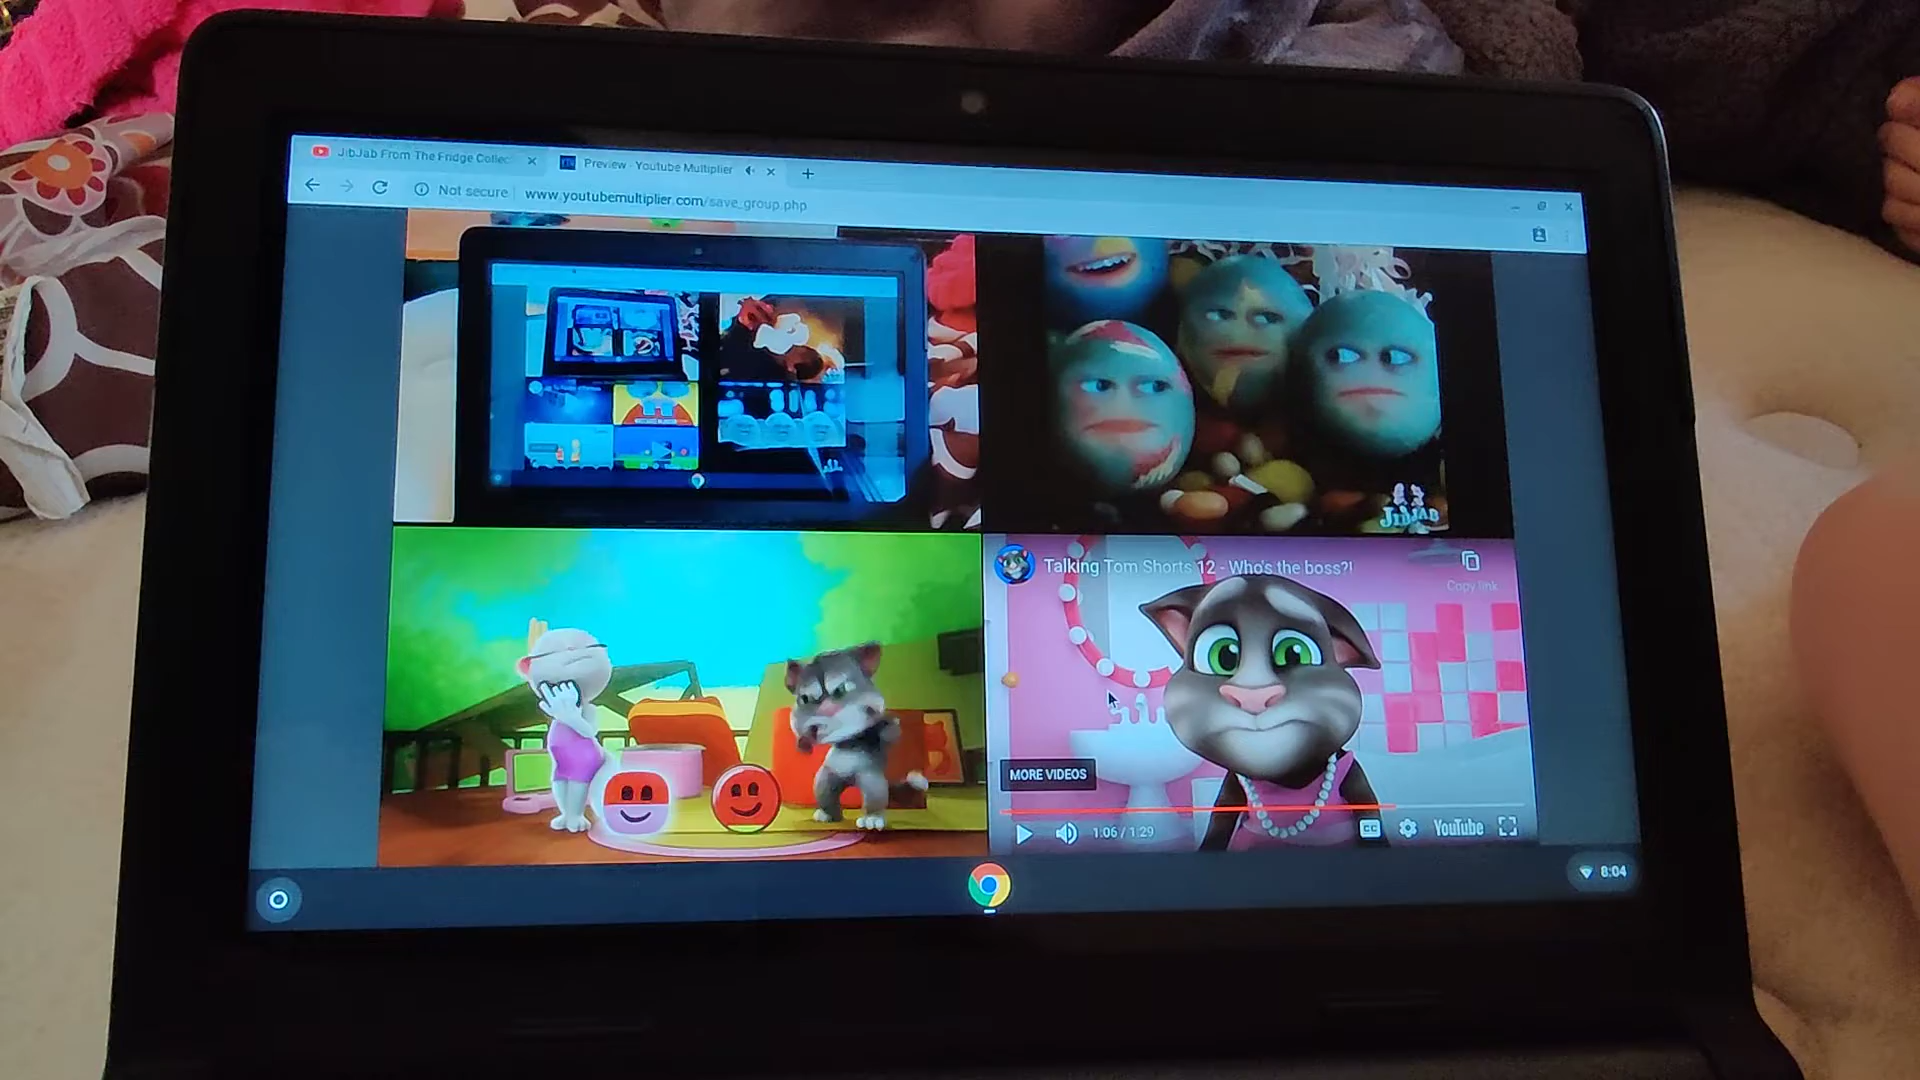 JibJab From The Fridge Collec
Preview - Youtube Multiplier
Not secure
www.youtubemultiplier.com/save_group.php
JIBJAB
Talking Tom Shorts 12 - Who's the boss?!
Copy link
MORE VIDEOS
1:06 / 1:29
CC
YouTube
8:04